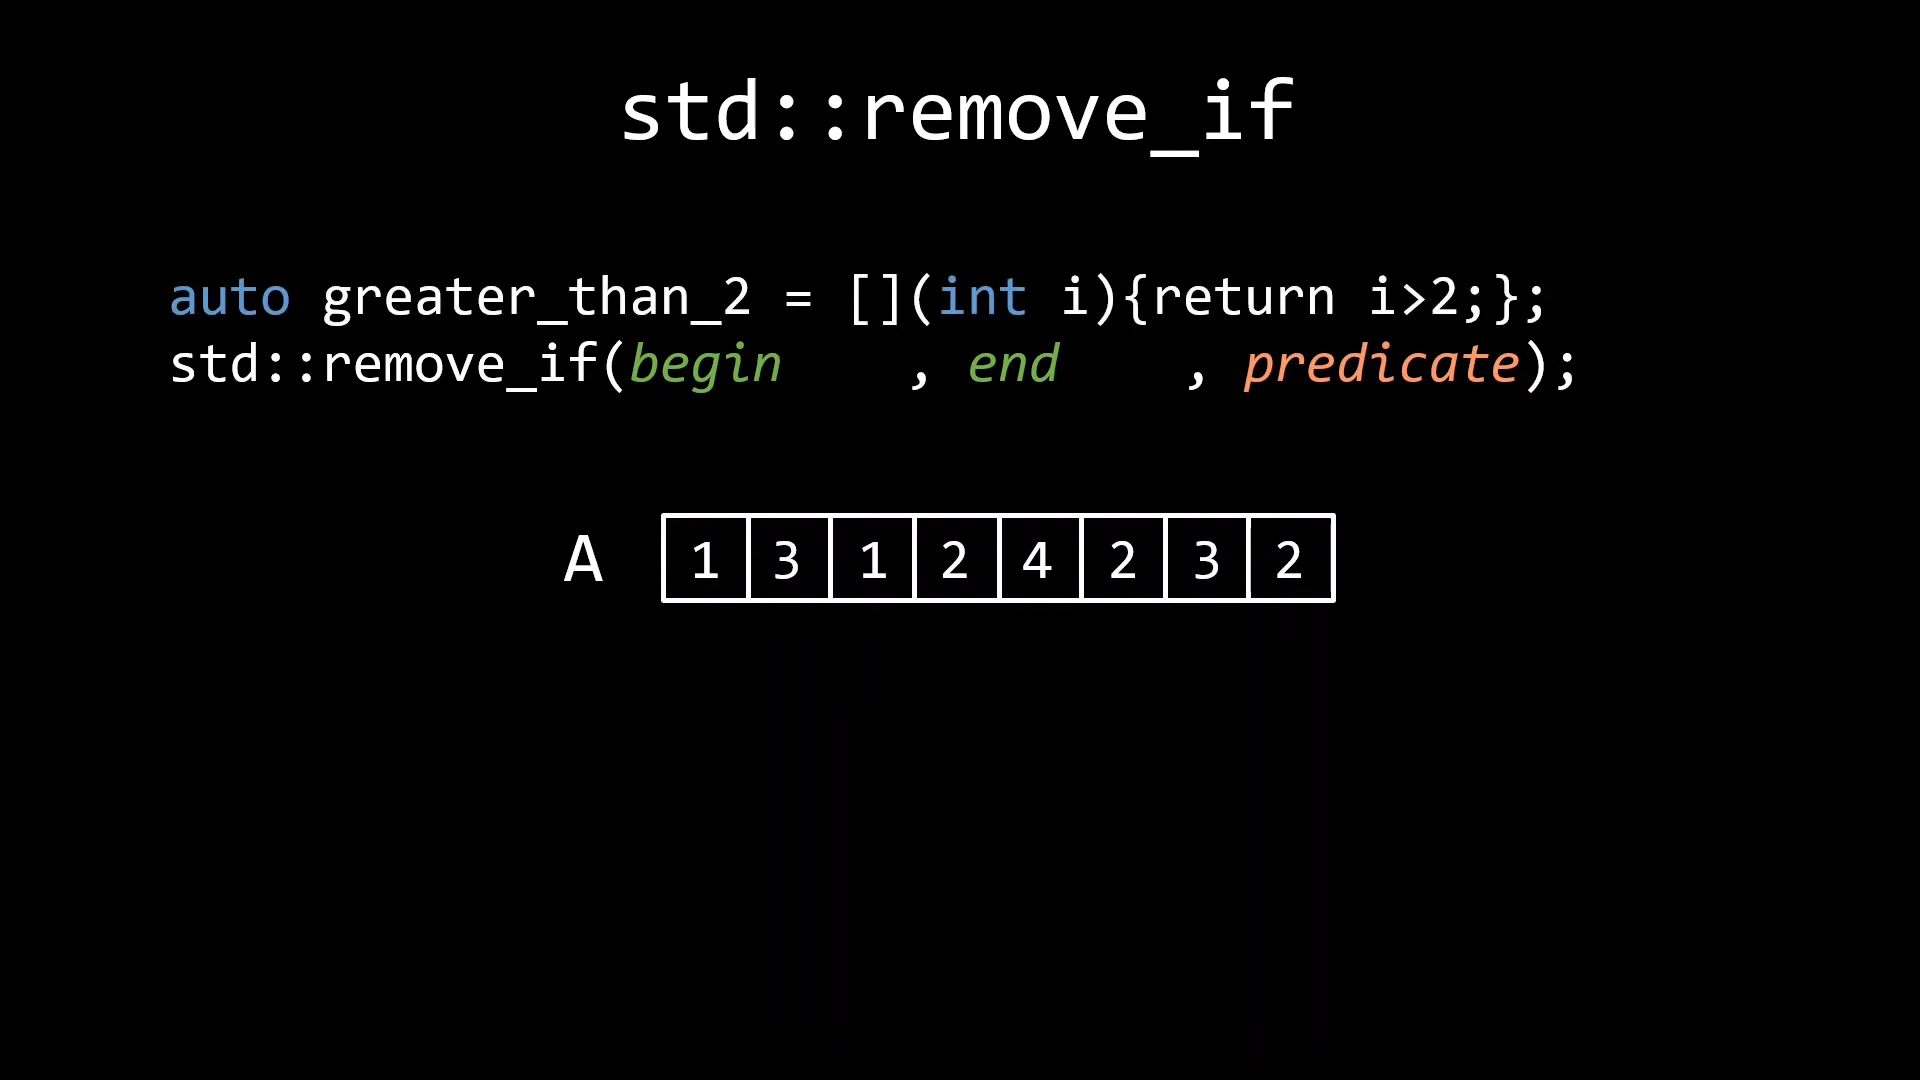 std::remove_if
auto greater_than_2 = [](int i){return i>2;};
std::remove_if(begin    , end    , predicate);
A 1 3 1 2 4 2 3 2